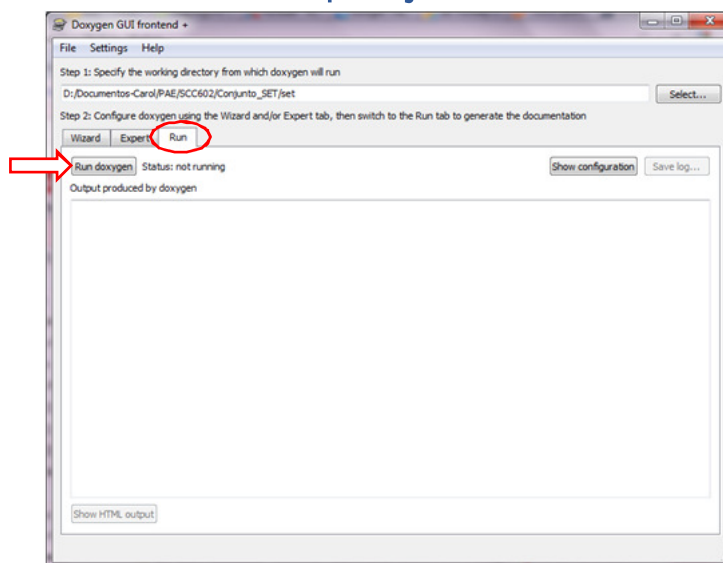 Doxygen GUI frontend +
File Settings Help
Step 1: Specify the working directory from which doxygen will run
D:/Documentos-Carol/PAE/SCC602/Conjunto_SET/set Select...
Step 2: Configure doxygen using the Wizard and/or Expert tab, then switch to the Run tab to generate the documentation
Wizard Expert Run
Run doxygen Status: not running Show configuration Save log...
Output produced by doxygen
Show HTML output